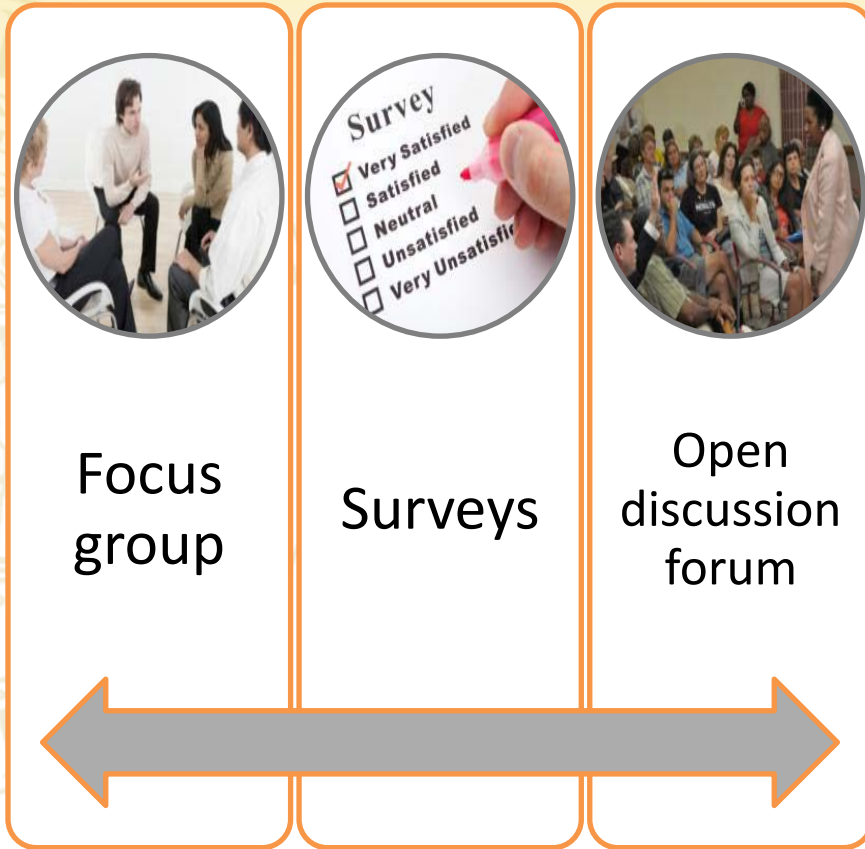 Survey
Very Satisfied
Satisfied
Neutral
Unsatisfied
Very Unsatisfie
Focus
group
Surveys
Open
discussion
forum